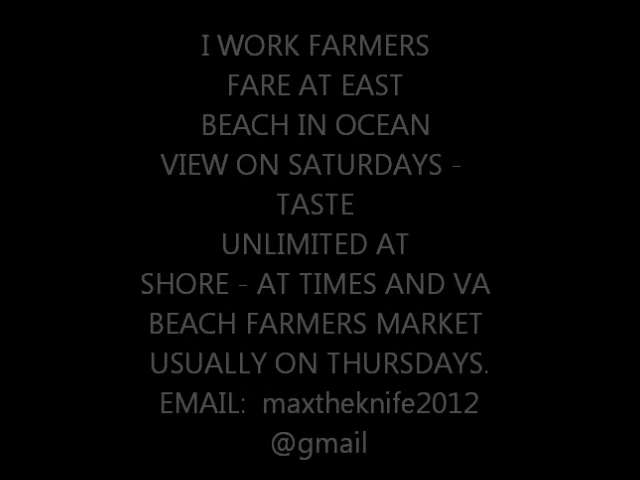 I WORK FARMERS
FARE AT EAST
BEACH IN OCEAN
VIEW ON SATURDAYS -
TASTE
UNLIMITED AT
SHORE - AT TIMES AND VA
BEACH FARMERS MARKET
USUALLY ON THURSDAYS.
EMAIL:  maxtheknife2012
@gmail